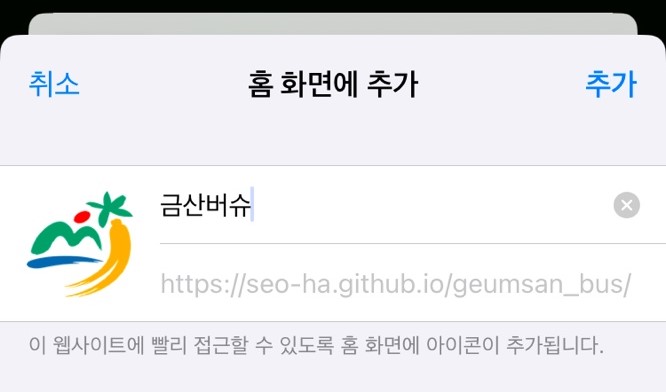 취소 홈 화면에 추가 추가
금산버슈
https://seo-ha.github.io/geumsan_bus/
이 웹사이트에 빨리 접근할 수 있도록 홈 화면에 아이콘이 추가됩니다.